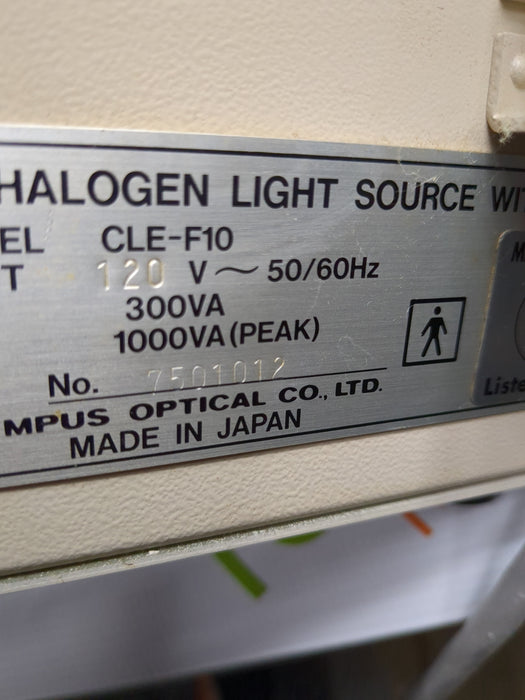 HALOGEN LIGHT SOURCE WI
EL CLE-F10
T 120 V~ 50/60Hz
300VA
1000VA (PEAK)
No. 7501012
MPUS OPTICAL CO., LTD.
MADE IN JAPAN
Liste